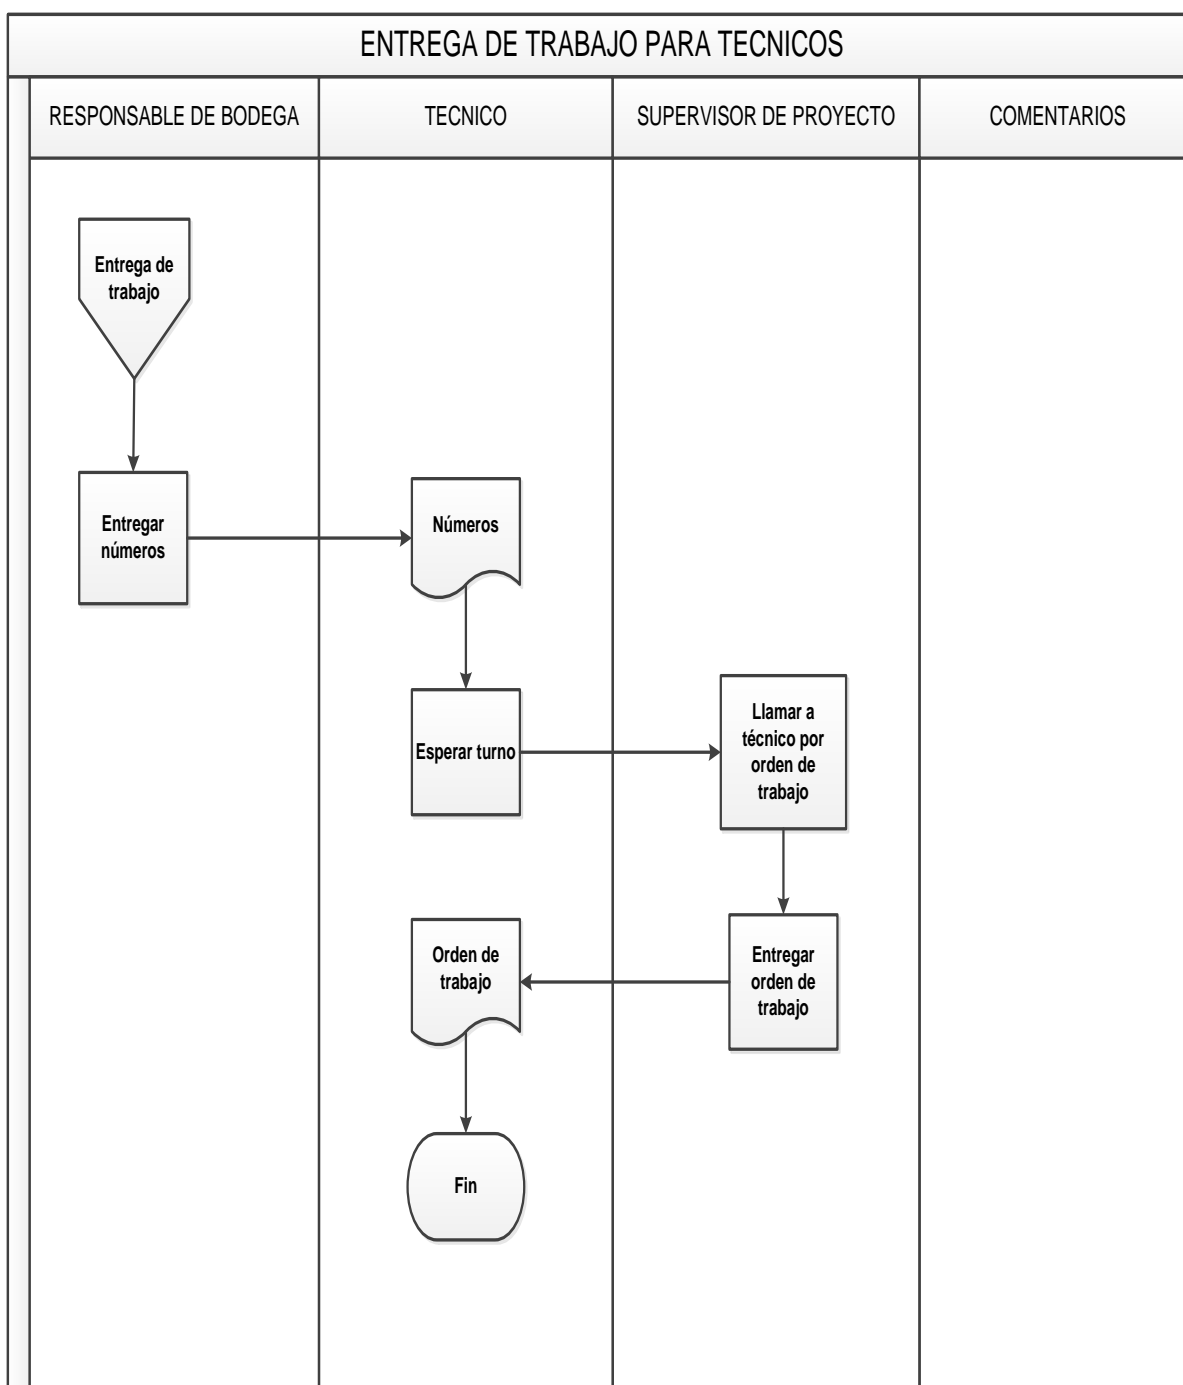 ENTREGA DE TRABAJO PARA TECNICOS
RESPONSABLE DE BODEGA
TECNICO
SUPERVISOR DE PROYECTO
COMENTARIOS
Entrega de
trabajo
Entregar
números
Números
Esperar turno
Llamar a
técnico por
orden de
trabajo
Entregar
orden de
trabajo
Orden de
trabajo
Fin